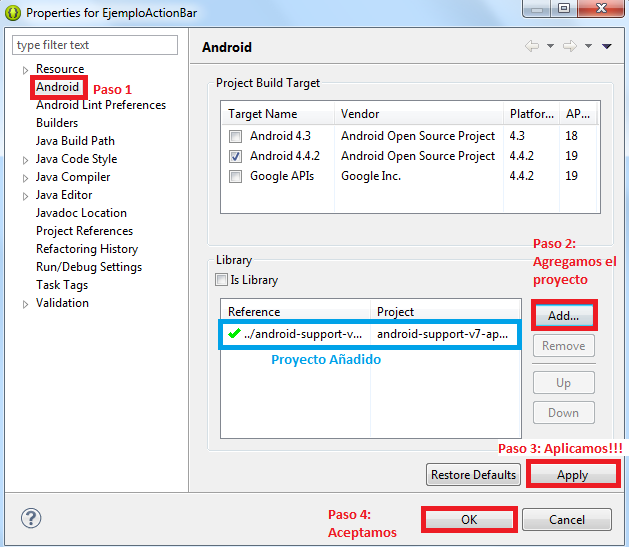 Properties for EjemploActionBar
type filter text
Resource
Android
Paso 1
Android Lint Preferences
Builders
Java Build Path
Java Code Style
Java Compiler
Java Editor
Javadoc Location
Project References
Refactoring History
Run/Debug Settings
Task Tags
Validation
Android
Project Build Target
Target Name Vendor Platfor... AP...
Android 4.3 Android Open Source Project 4.3 18
Android 4.4.2 Android Open Source Project 4.4.2 19
Google APIs Google Inc. 4.4.2 19
Paso 2:
Agregamos el
proyecto
Library
Is Library
Reference Project
../android-support-v... android-support-v7-ap...
Proyecto Añadido
Add...
Remove
Up
Down
Paso 3: Aplicamos!!!
Restore Defaults Apply
Paso 4:
Aceptamos
OK Cancel